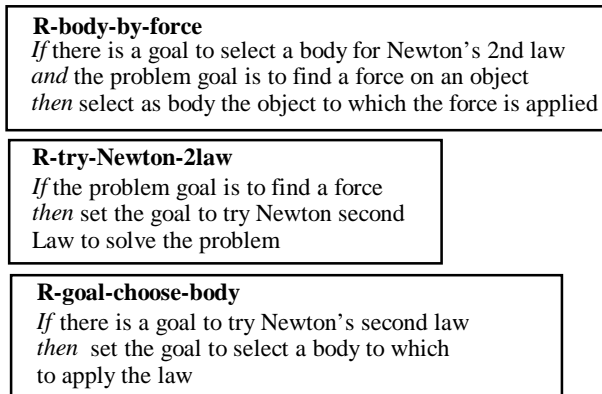 R-body-by-force
If there is a goal to select a body for Newton's 2nd law
and the problem goal is to find a force on an object
then select as body the object to which the force is applied
R-try-Newton-2law
If the problem goal is to find a force
then set the goal to try Newton second
Law to solve the problem
R-goal-choose-body
If there is a goal to try Newton's second law
then set the goal to select a body to which
to apply the law